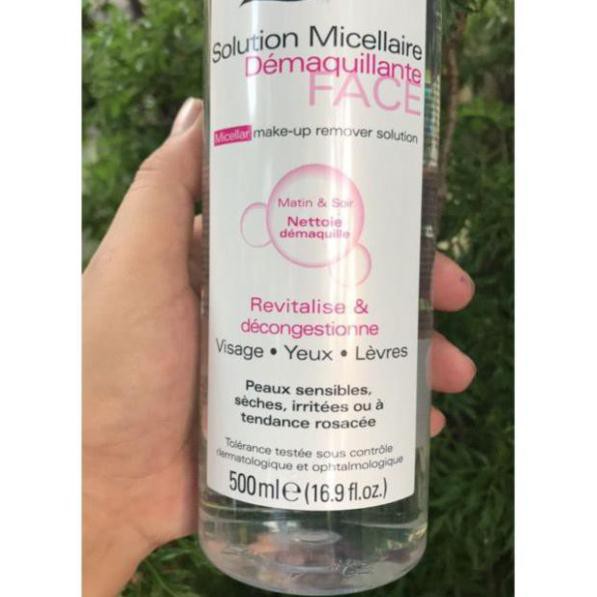 Solution Micellaire
Démaquillante
FACE
Micellar make-up remover solution
Matin & Soir
Nettoie
démaquille
Revitalise &
décongestionne
Visage • Yeux • Lèvres
Peaux sensibles,
sèches, irritées ou à
tendance rosacée
Tolérance testée sous contrôle
dermatologique et ophtalmologique
500ml e (16.9 fl.oz.)